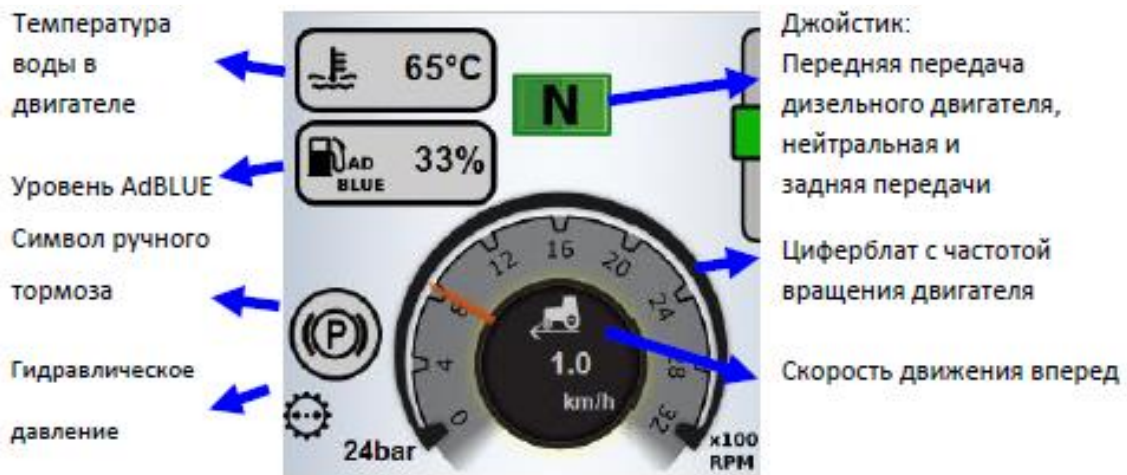 Температура
воды в
двигателе
Уровень AdBLUE
Символ ручного
тормоза
Гидравлическое
давление
65°C
N
AD
BLUE
33%
0
4
8
12
16
20
24
28
32
1.0
km/h
P
24bar
x100
RPM
Джойстик:
Передняя передача
дизельного двигателя,
нейтральная и
задняя передачи
Циферблат с частотой
вращения двигателя
Скорость движения вперед